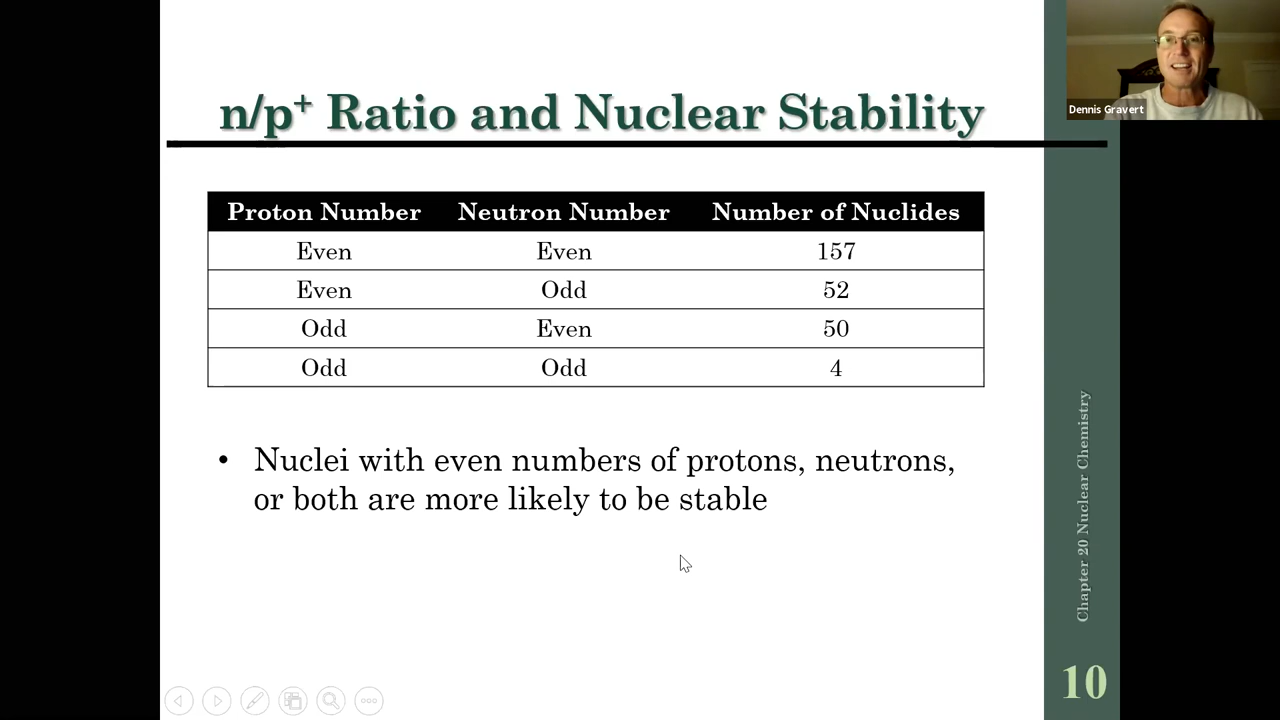 n/p⁺ Ratio and Nuclear Stability
Dennis Gravert
Proton Number Neutron Number Number of Nuclides
Even Even 157
Even Odd 52
Odd Even 50
Odd Odd 4
• Nuclei with even numbers of protons, neutrons,
or both are more likely to be stable
Chapter 20 Nuclear Chemistry
10